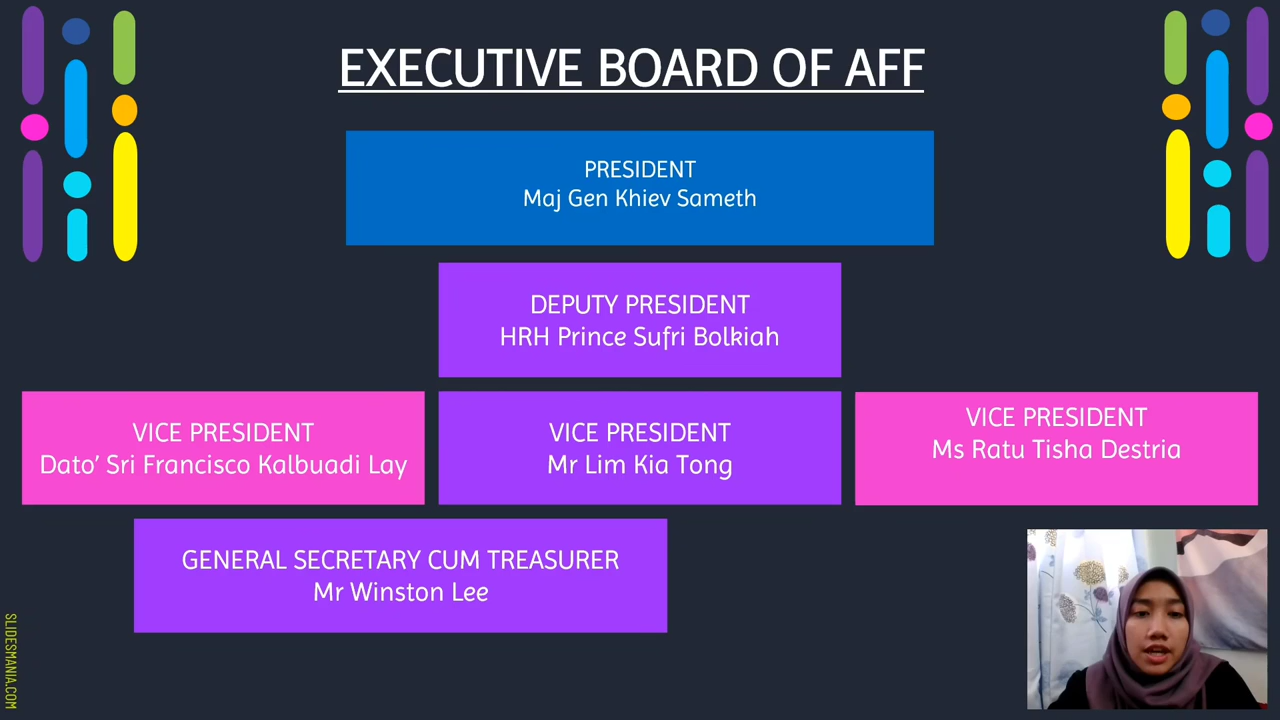 EXECUTIVE BOARD OF AFF
PRESIDENT
Maj Gen Khiev Sameth
DEPUTY PRESIDENT
HRH Prince Sufri Bolkiah
VICE PRESIDENT
Dato’ Sri Francisco Kalbuadi Lay
VICE PRESIDENT
Mr Lim Kia Tong
VICE PRESIDENT
Ms Ratu Tisha Destria
GENERAL SECRETARY CUM TREASURER
Mr Winston Lee
SLIDESMANIA.COM